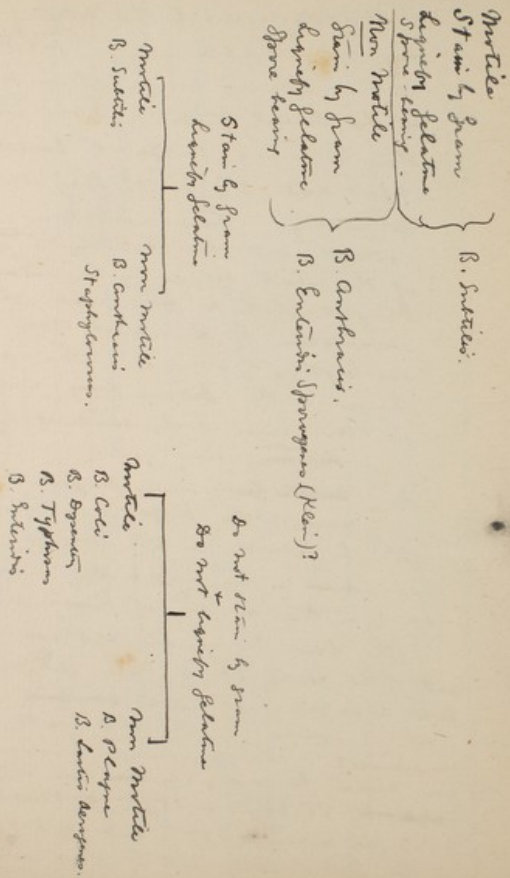 Motile
Stain by Gram
Liquefy Gelatine
Spore bearing.
B. Subtilis.
Non Motile
Stain by Gram
Liquefy Gelatine
Spore bearing
B. Anthracis.
B. Enteridis Sporogenes (Klein)?
Stain by Gram
Liquefy Gelatine
Motile
B. Subtilis
Non Motile
B. Anthracis
Staphylococcus.
Do not stain by Gram
Do not liquefy Gelatine
Motile
B. Coli
B. Dysentery
B. Typhosus
B. Enteridis
Non Motile
B. Plague
B. Lactis Aerogenes.